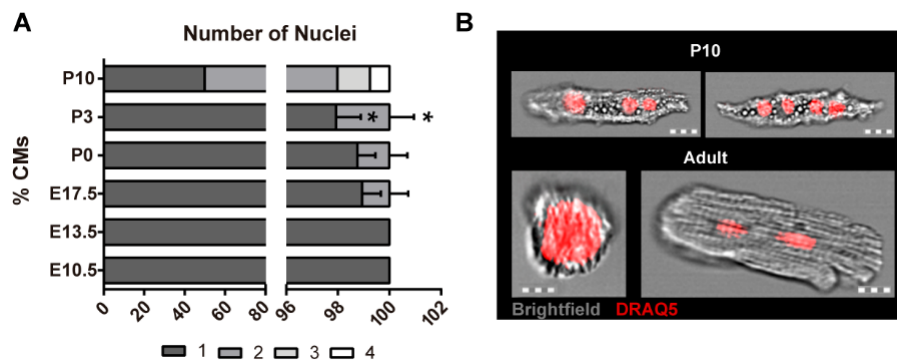 A
Number of Nuclei
% CMs
P10
P3
* *
P0
E17.5
E13.5
E10.5
0 20 40 60 80 96 98 100 102
1 2 3 4
B
P10
Adult
Brightfield DRAQ5